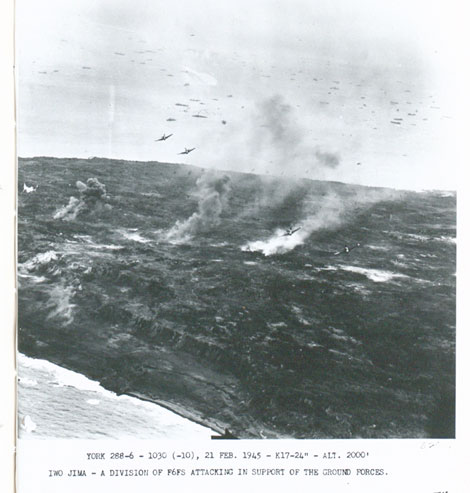 YORK 288-6 - 1030 (-10), 21 FEB. 1945 - K17-24" - ALT. 2000'
IWO JIMA - A DIVISION OF F6FS ATTACKING IN SUPPORT OF THE GROUND FORCES.